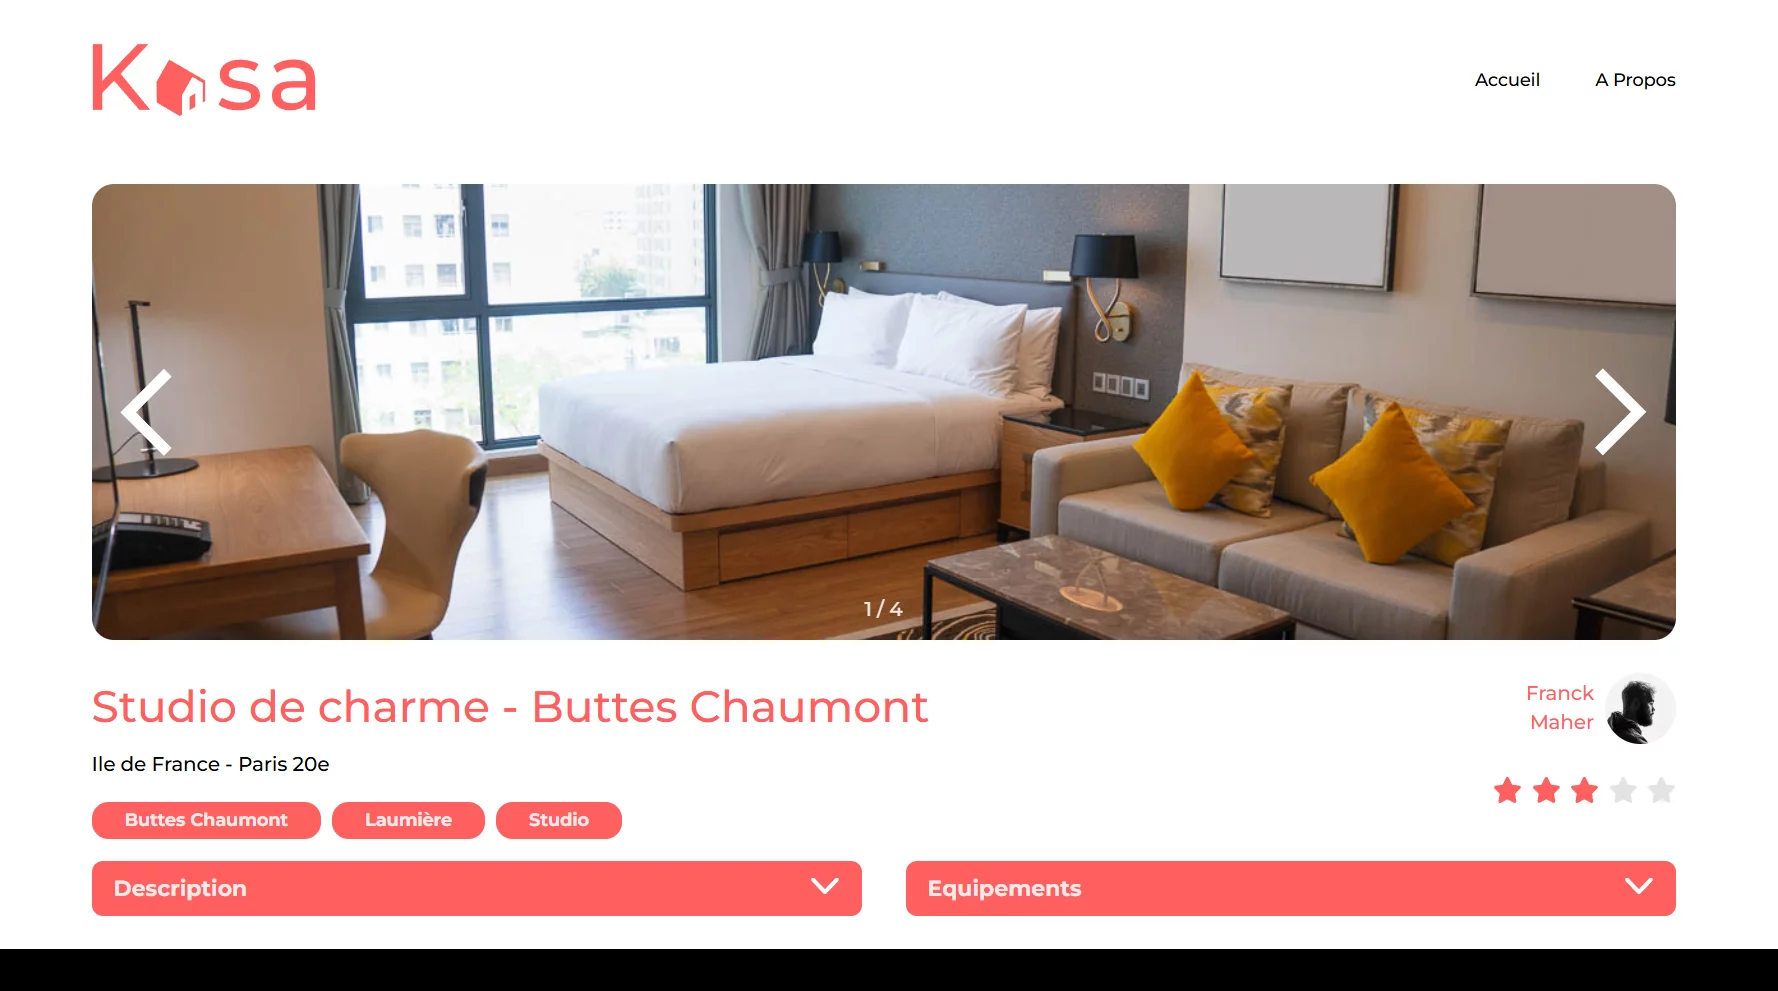 Kasa
Accueil
A Propos
1 / 4
Studio de charme - Buttes Chaumont
Franck
Maher
Ile de France - Paris 20e
Buttes Chaumont
Laumière
Studio
Description
Equipements